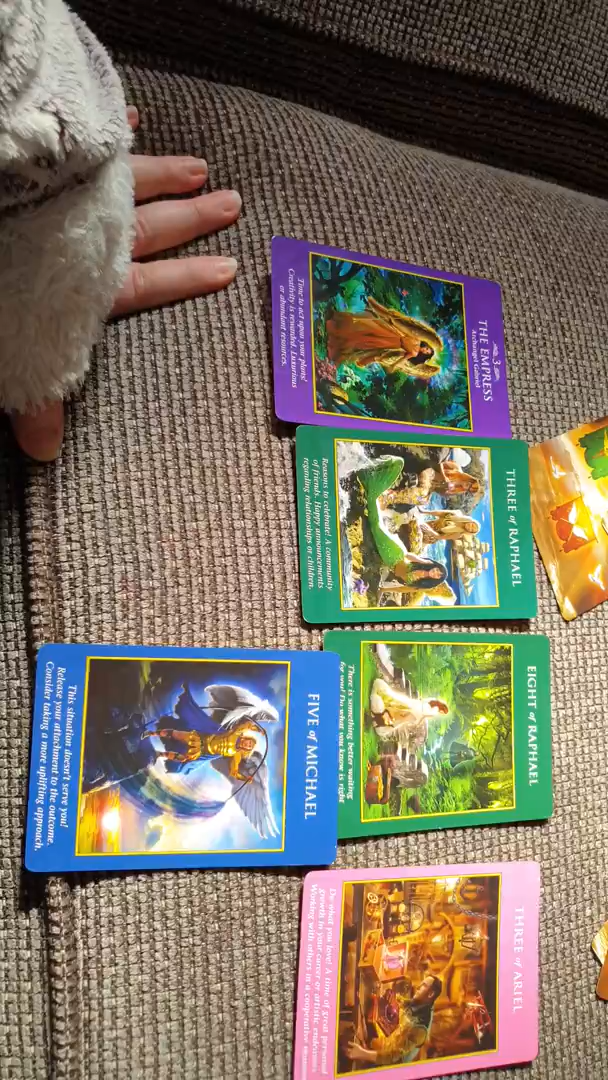 3
THE EMPRESS
Archangel Gabriel
Time to act upon your plans!
Creativity is rewarded. Luxurious
or abundant resources.
THREE of RAPHAEL
Reasons to celebrate! A community
of friends. Happy announcements
regarding relationships or children.
EIGHT of RAPHAEL
There is something better waiting
for you! Do what you know is right
FIVE of MICHAEL
This situation doesn't serve you!
Release your attachment to the outcome.
Consider taking a more uplifting approach.
THREE of ARIEL
Do what you love! A time of great personal
growth in your career or artistic endeavors.
Working with others in a cooperative